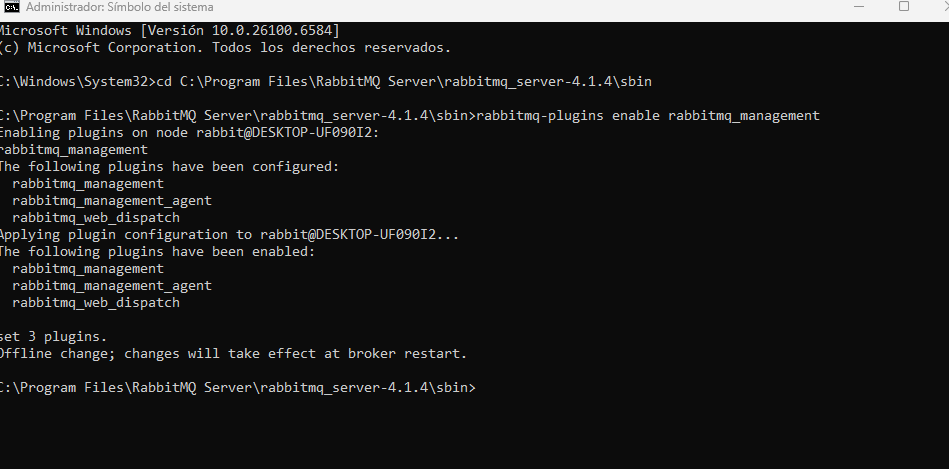 Administrador: Símbolo del sistema
Microsoft Windows [Versión 10.0.26100.6584]
(c) Microsoft Corporation. Todos los derechos reservados.
C:\Windows\System32>cd C:\Program Files\RabbitMQ Server\rabbitmq_server-4.1.4\sbin
C:\Program Files\RabbitMQ Server\rabbitmq_server-4.1.4\sbin>rabbitmq-plugins enable rabbitmq_management
Enabling plugins on node rabbit@DESKTOP-UF090I2:
rabbitmq_management
The following plugins have been configured:
rabbitmq_management
rabbitmq_management_agent
rabbitmq_web_dispatch
Applying plugin configuration to rabbit@DESKTOP-UF090I2...
The following plugins have been enabled:
rabbitmq_management
rabbitmq_management_agent
rabbitmq_web_dispatch
set 3 plugins.
Offline change; changes will take effect at broker restart.
C:\Program Files\RabbitMQ Server\rabbitmq_server-4.1.4\sbin>